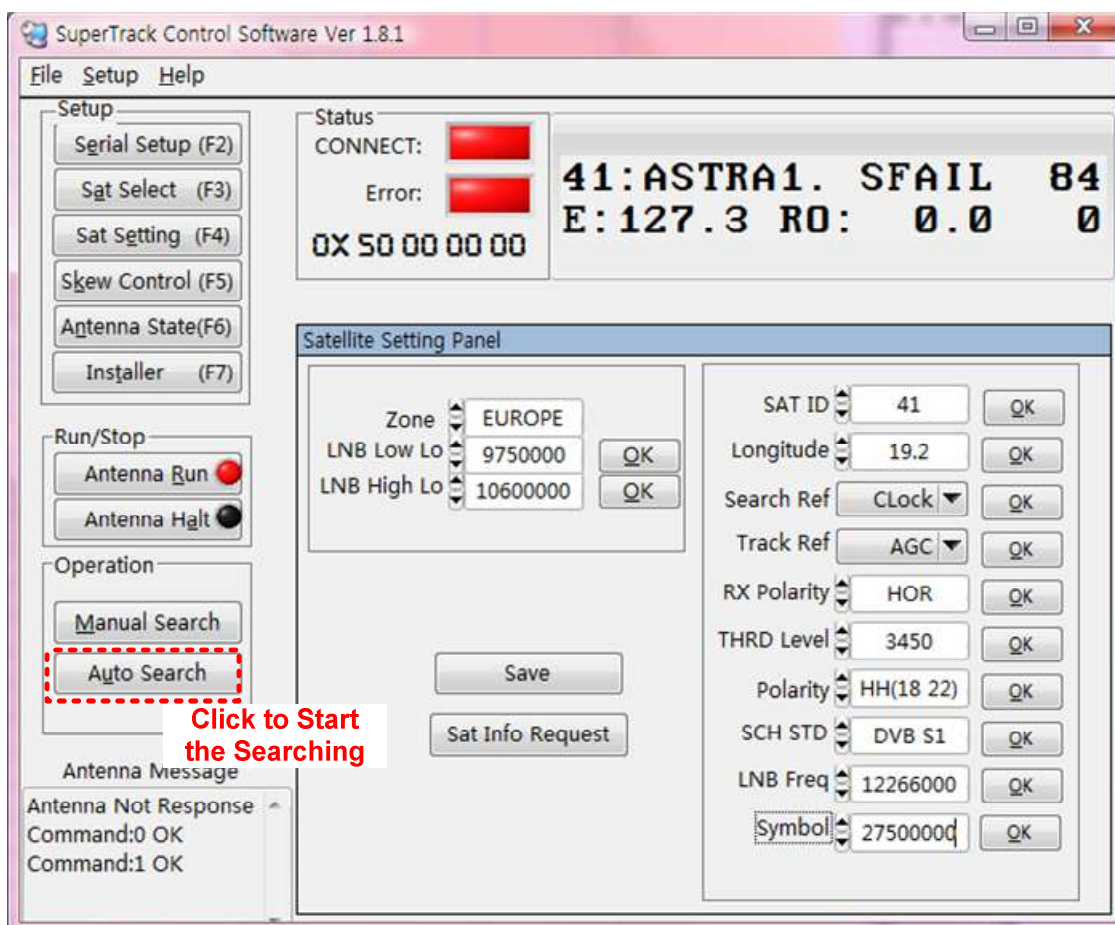 SuperTrack Control Software Ver 1.8.1
File Setup Help
Setup
Serial Setup (F2)
Sat Select (F3)
Sat Setting (F4)
Skew Control (F5)
Antenna State(F6)
Installer (F7)
Run/Stop
Antenna Run
Antenna Halt
Operation
Manual Search
Auto Search
Click to Start
the Searching
Antenna Message
Antenna Not Response
Command:0 OK
Command:1 OK
Status
CONNECT:
Error:
0X 50 00 00 00
41:ASTRA1. SFAIL 84
E:127.3 RO: 0.0 0
Satellite Setting Panel
Zone EUROPE
LNB Low Lo 9750000 OK
LNB High Lo 10600000 OK
Save
Sat Info Request
SAT ID 41 OK
Longitude 19.2 OK
Search Ref CLock OK
Track Ref AGC OK
RX Polarity HOR OK
THRD Level 3450 OK
Polarity HH(18 22) OK
SCH STD DVB S1 OK
LNB Freq 12266000 OK
Symbol 27500000 OK